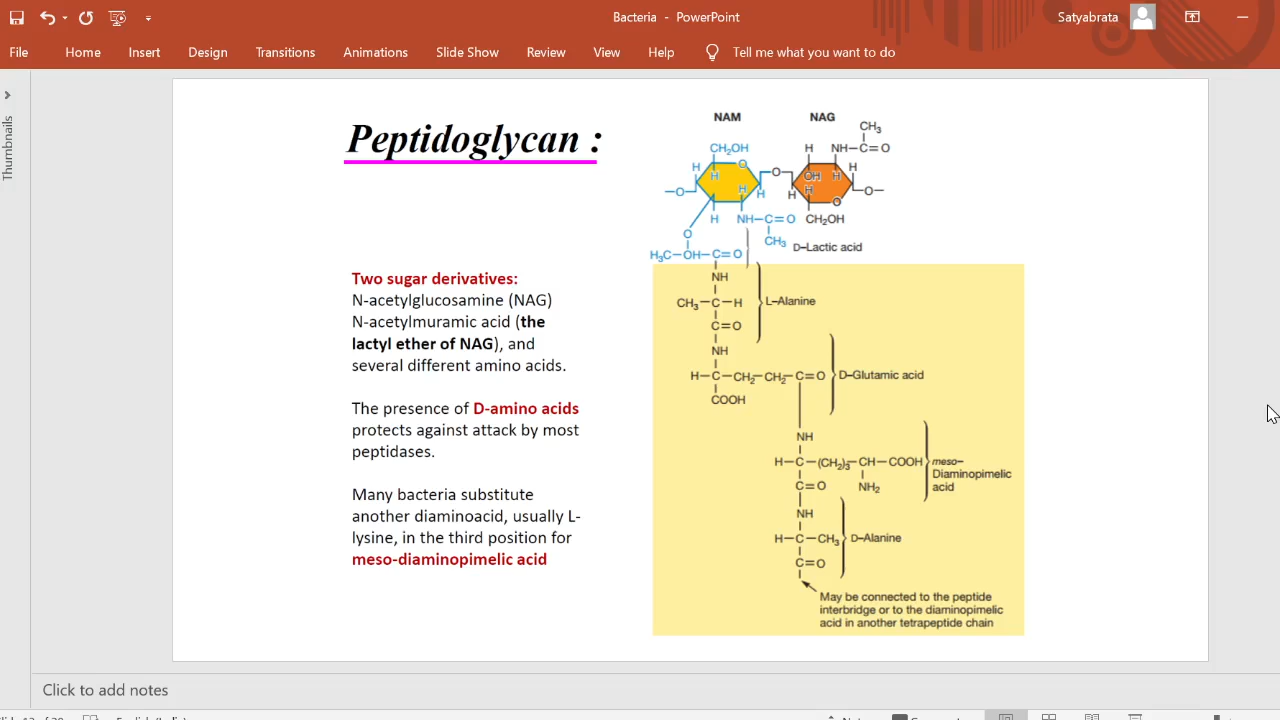 Bacteria - PowerPoint
Satyabrata
File Home Insert Design Transitions Animations Slide Show Review View Help Tell me what you want to do
Thumbnails
Peptidoglycan :
Two sugar derivatives:
N-acetylglucosamine (NAG)
N-acetylmuramic acid (the
lactyl ether of NAG), and
several different amino acids.
The presence of D-amino acids
protects against attack by most
peptidases.
Many bacteria substitute
another diaminoacid, usually L-
lysine, in the third position for
meso-diaminopimelic acid
NAM NAG
CH3
CH2OH H NH–C=O
H O OH H H
H H
–O O O–
H H H H O
H NH–C=O CH2OH
O CH3 D–Lactic acid
H3C–OH–C=O
NH
CH3–C–H L–Alanine
C=O
NH
H–C–CH2–CH2–C=O D–Glutamic acid
COOH
NH
H–C–(CH2)3–CH–COOH meso–
Diaminopimelic
acid
C=O NH2
NH
H–C–CH3 D–Alanine
C=O
May be connected to the peptide
interbridge or to the diaminopimelic
acid in another tetrapeptide chain
Click to add notes